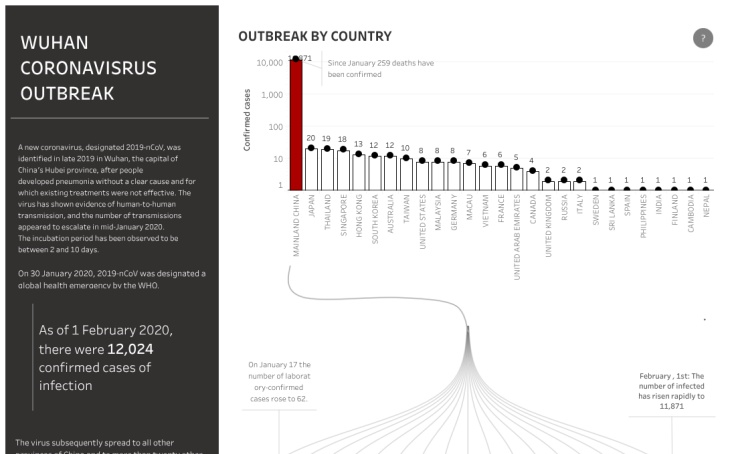 WUHAN
CORONAVISRUS
OUTBREAK
A new coronavirus, designated 2019-nCoV, was
identified in late 2019 in Wuhan, the capital of
China's Hubei province, after people
developed pneumonia without a clear cause and for
which existing treatments were not effective. The
virus has shown evidence of human-to-human
transmission, and the number of transmissions
appeared to escalate in mid-January 2020.
The incubation period has been observed to be
between 2 and 10 days.
On 30 January 2020, 2019-nCoV was designated a
global health emergency by the WHO.
As of 1 February 2020,
there were 12,024
confirmed cases of
infection
The virus subsequently spread to all other
provinces of China and to more than twenty other
OUTBREAK BY COUNTRY
?
Confirmed cases
10,000
1,000
100
10
1
11,871
Since January 259 deaths have
been confirmed
20 19 18 13 12 12 10 8 8 8 7 6 6 5 4 2 2 2 1 1 1 1 1 1 1 1
MAINLAND CHINA
JAPAN
THAILAND
SINGAPORE
HONG KONG
SOUTH KOREA
AUSTRALIA
TAIWAN
UNITED STATES
MALAYSIA
GERMANY
MACAU
VIETNAM
FRANCE
UNITED ARAB EMIRATES
CANADA
UNITED KINGDOM
RUSSIA
ITALY
SWEDEN
SRI LANKA
SPAIN
PHILIPPINES
INDIA
FINLAND
CAMBODIA
NEPAL
On January 17 the
number of laborat
ory-confirmed
cases rose to 62.
February , 1st: The
number of infected
has risen rapidly to
11,871